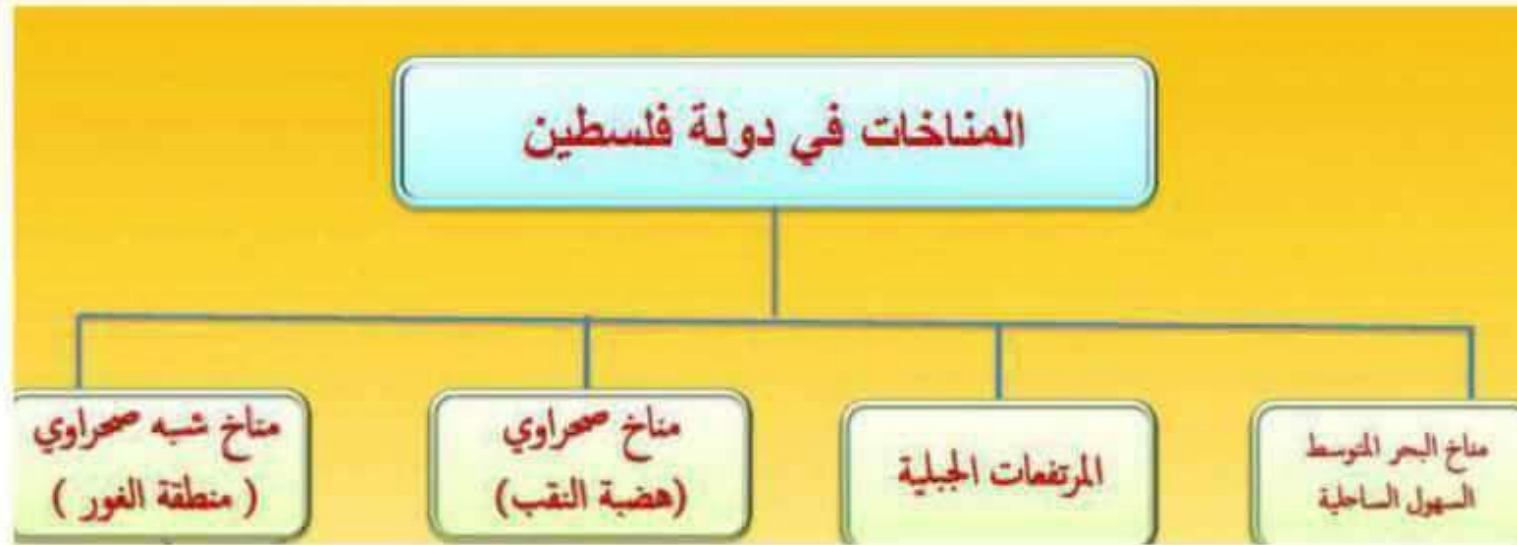 المناخات في دولة فلسطين
مناخ البحر المتوسط
السهول الساحلية
المرتفعات الجبلية
مناخ صحراوي
(هضبة النقب)
مناخ شبه صحراوي
( منطقة الغور )